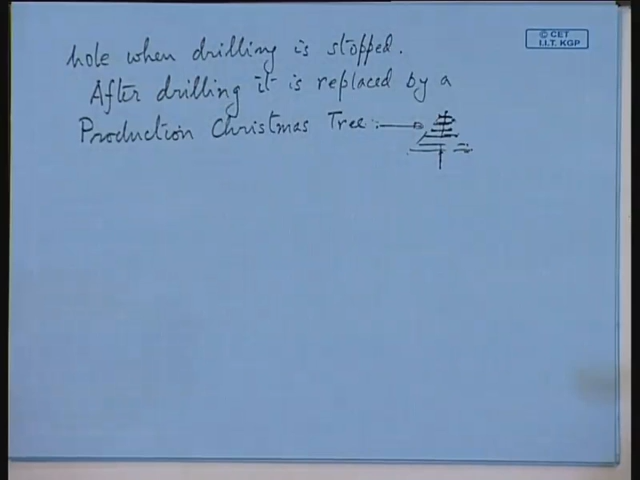 hole when drilling is stopped.
After drilling it is replaced by a
Production Christmas Tree :
© CET
I.I.T. KGP